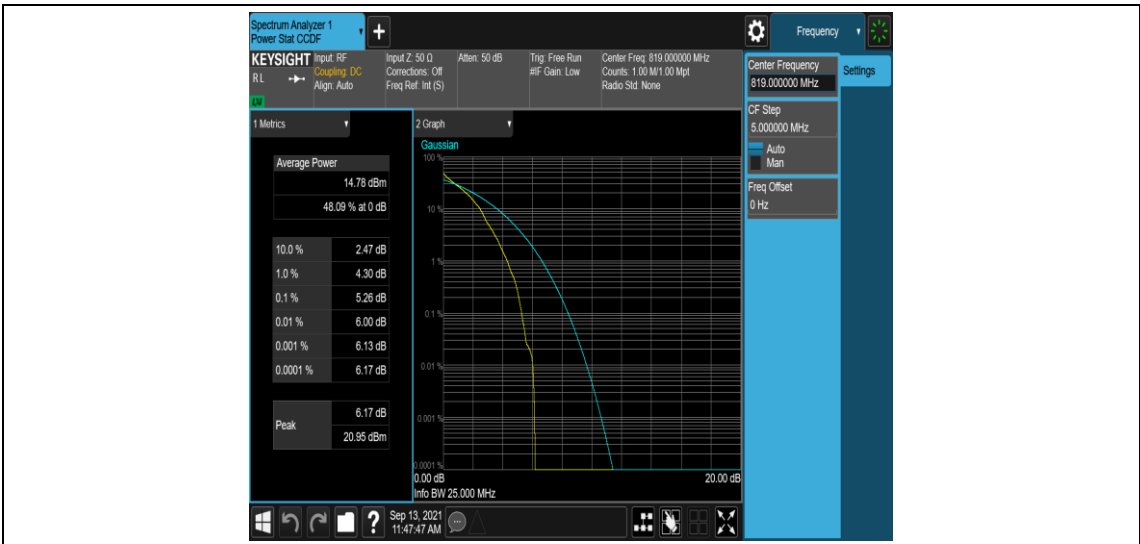 Spectrum Analyzer 1
Power Stat CCDF
+
Frequency
KEYSIGHT
RL
LXI
Input: RF
Coupling: DC
Align: Auto
Input Z: 50 Ω
Corrections: Off
Freq Ref: Int (S)
Atten: 50 dB
Trig: Free Run
#IF Gain: Low
Center Freq: 819.000000 MHz
Counts: 1.00 M/1.00 Mpt
Radio Std: None
Center Frequency
819.000000 MHz
Settings
CF Step
5.000000 MHz
Auto
Man
Freq Offset
0 Hz
1 Metrics
Average Power
14.78 dBm
48.09 % at 0 dB
10.0 % 2.47 dB
1.0 % 4.30 dB
0.1 % 5.26 dB
0.01 % 6.00 dB
0.001 % 6.13 dB
0.0001 % 6.17 dB
Peak
6.17 dB
20.95 dBm
2 Graph
Gaussian
100 %
10 %
1 %
0.1 %
0.01 %
0.001 %
0.0001 %
0.00 dB 20.00 dB
Info BW 25.000 MHz
?
Sep 13, 2021
11:47:47 AM